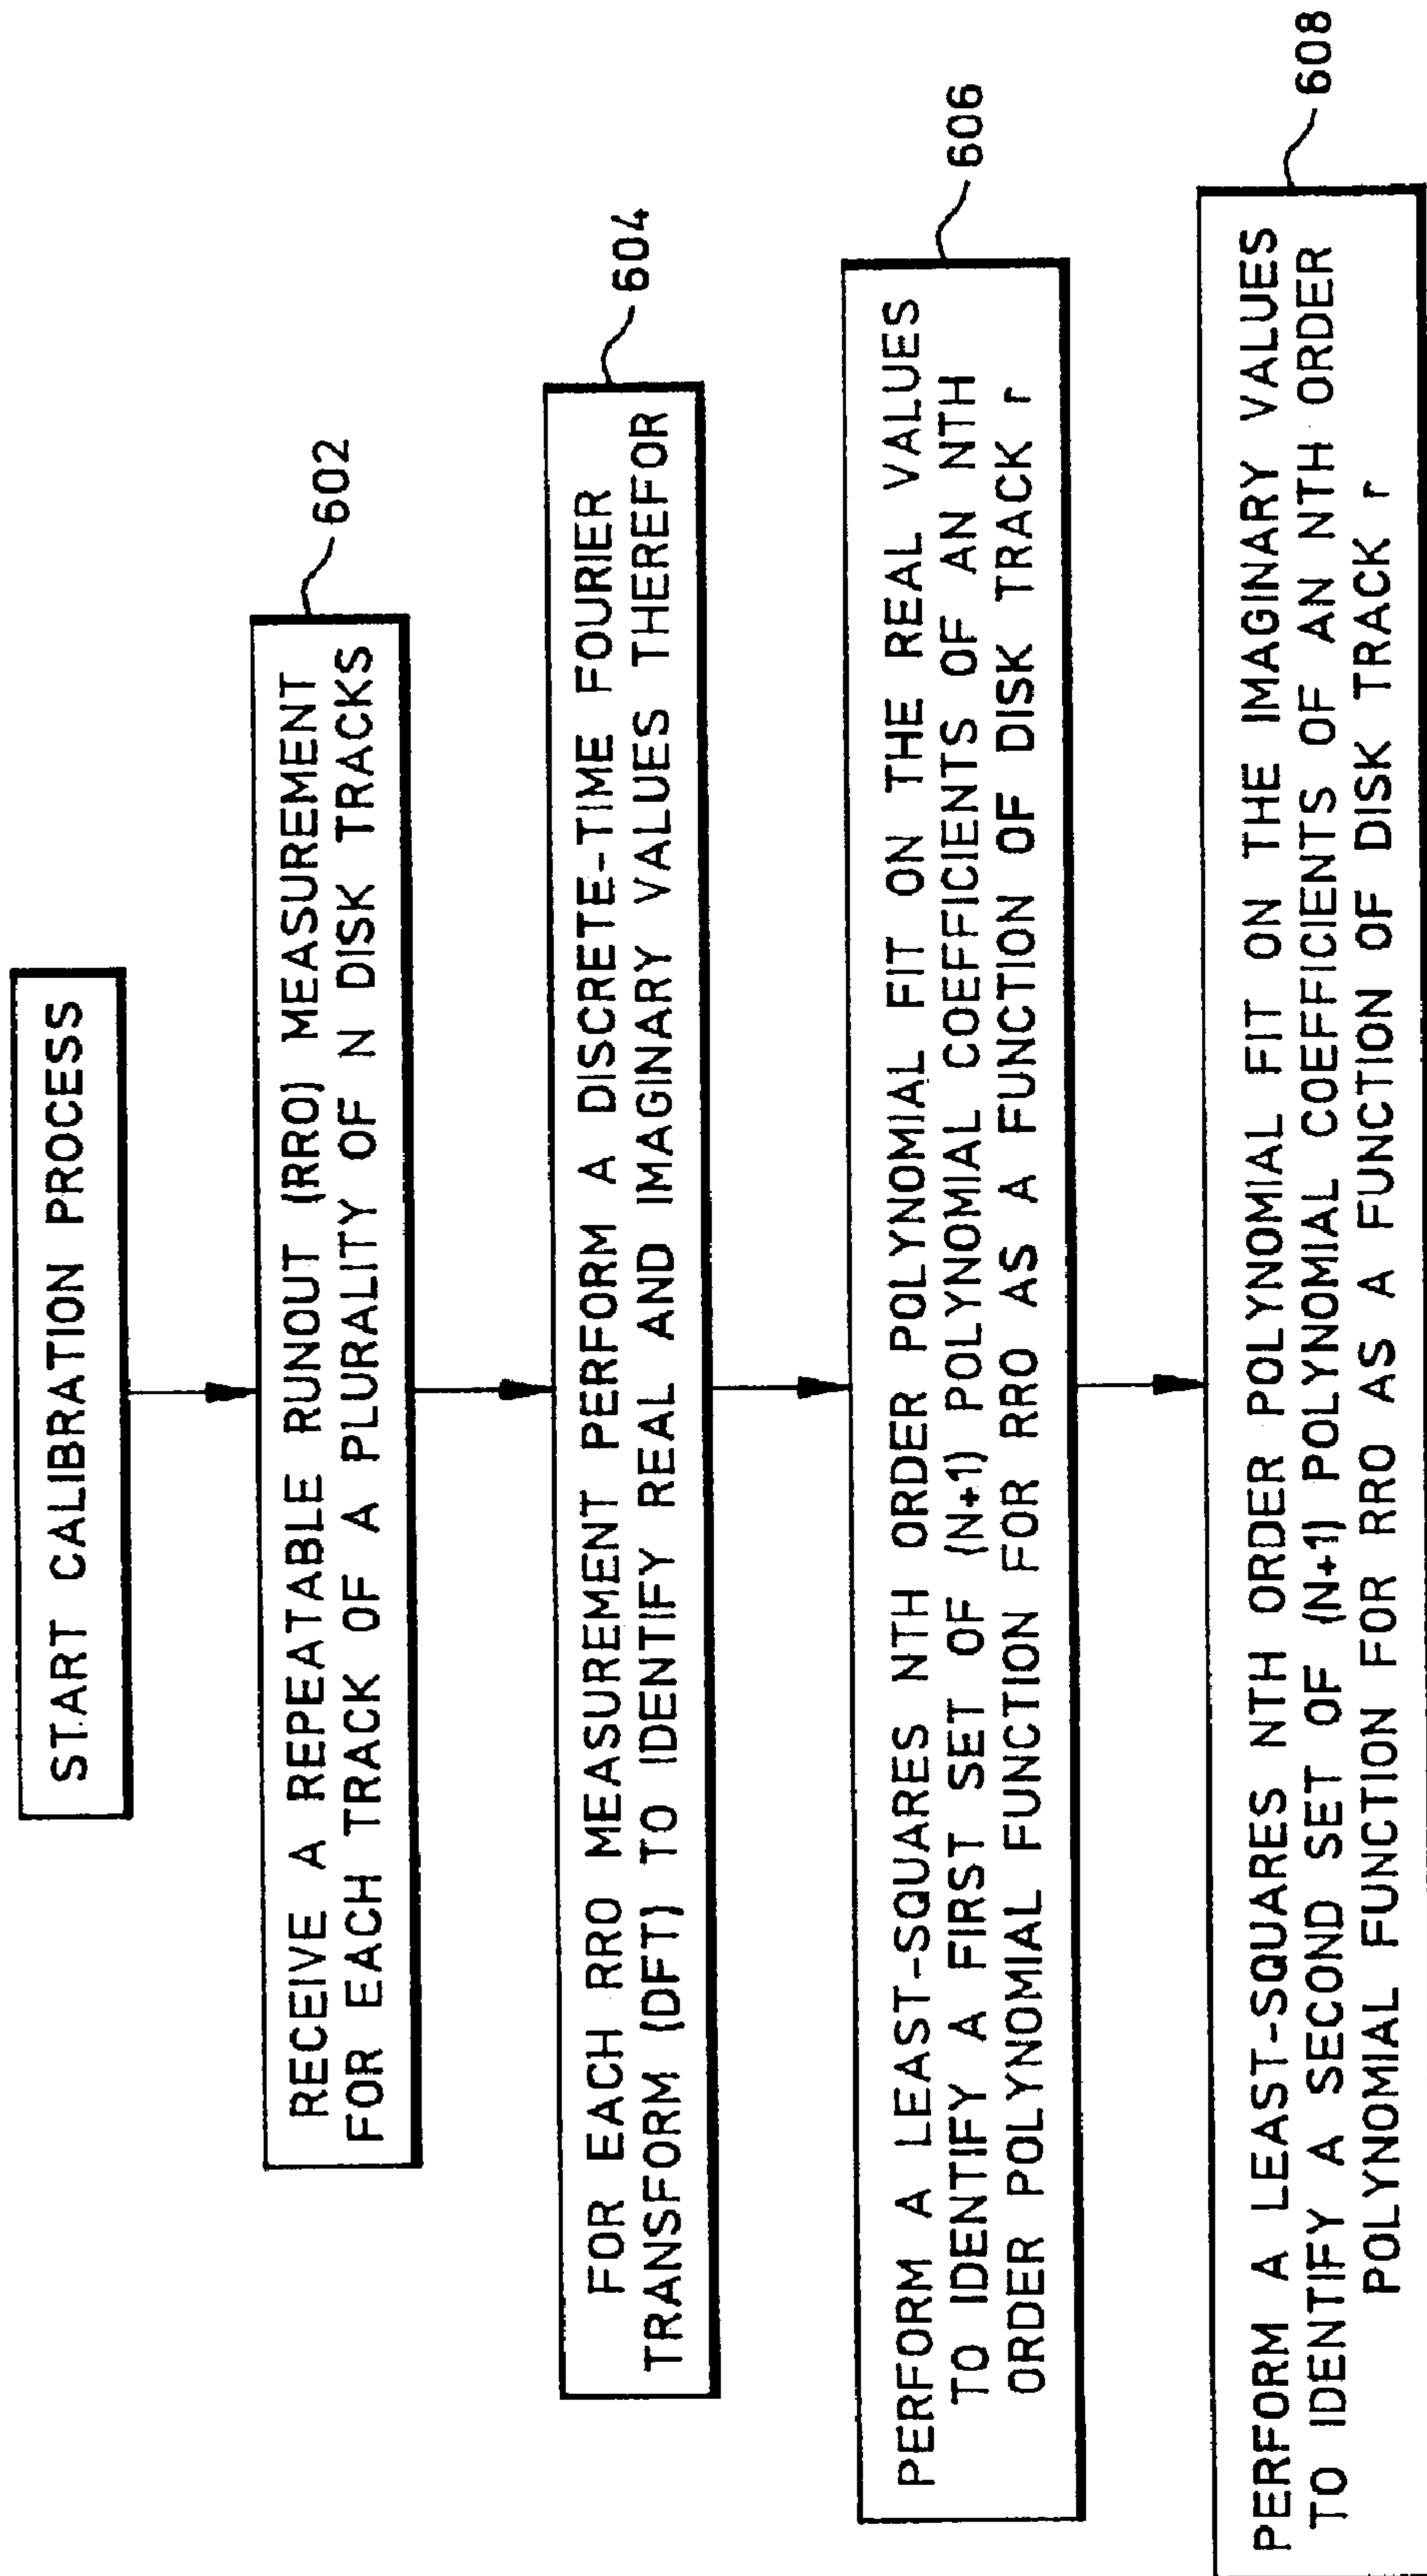 START CALIBRATION PROCESS
RECEIVE A REPEATABLE RUNOUT (RRO) MEASUREMENT
FOR EACH TRACK OF A PLURALITY OF N DISK TRACKS
602
FOR EACH RRO MEASUREMENT PERFORM A DISCRETE-TIME FOURIER
TRANSFORM (DFT) TO IDENTIFY REAL AND IMAGINARY VALUES THEREFOR
604
PERFORM A LEAST-SQUARES NTH ORDER POLYNOMIAL FIT ON THE REAL VALUES
TO IDENTIFY A FIRST SET OF (N+1) POLYNOMIAL COEFFICIENTS OF AN NTH
ORDER POLYNOMIAL FUNCTION FOR RRO AS A FUNCTION OF DISK TRACK r
606
PERFORM A LEAST-SQUARES NTH ORDER POLYNOMIAL FIT ON THE IMAGINARY VALUES
TO IDENTIFY A SECOND SET OF (N+1) POLYNOMIAL COEFFICIENTS OF AN NTH ORDER
POLYNOMIAL FUNCTION FOR RRO AS A FUNCTION OF DISK TRACK r
608